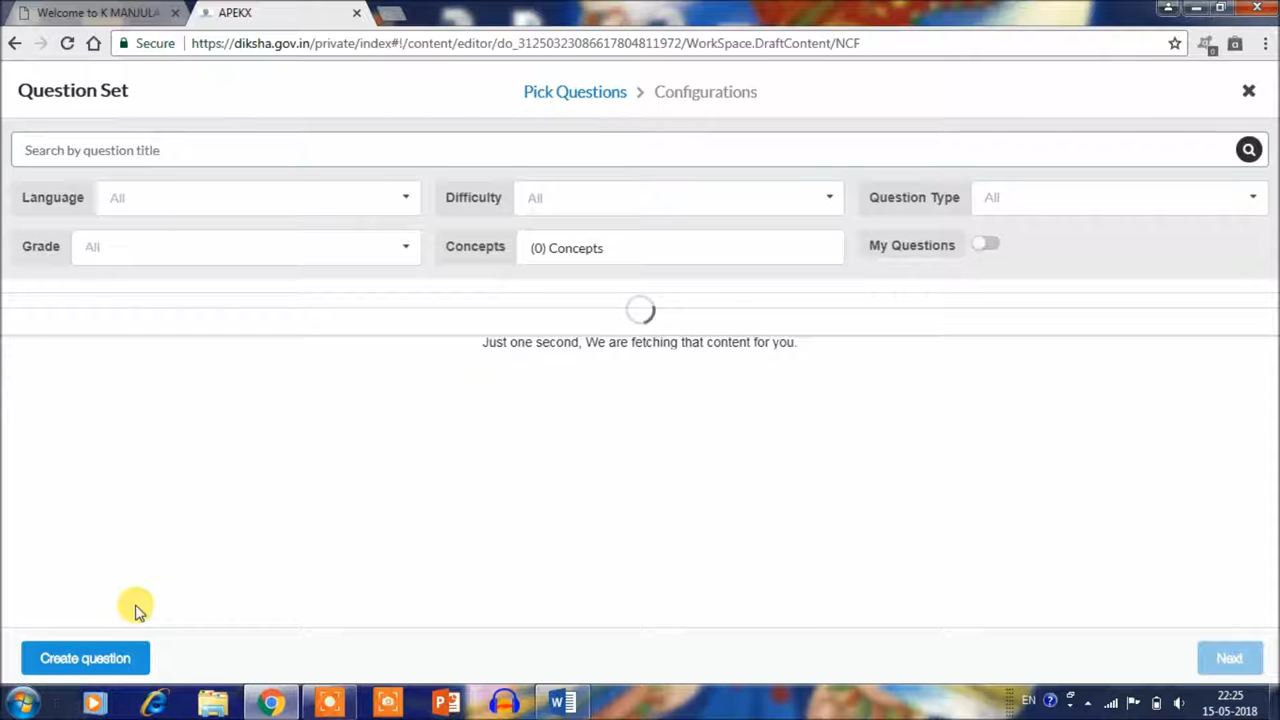 Welcome to K MANJULA
APEKX
Secure
https://diksha.gov.in/private/index#!/content/editor/do_31250323086617804811972/WorkSpace.DraftContent/NCF
Question Set
Pick Questions > Configurations
Search by question title
Language All
Difficulty All
Question Type All
Grade All
Concepts (0) Concepts
My Questions
Just one second, We are fetching that content for you.
Create question
Next
EN
22:25
15-05-2018